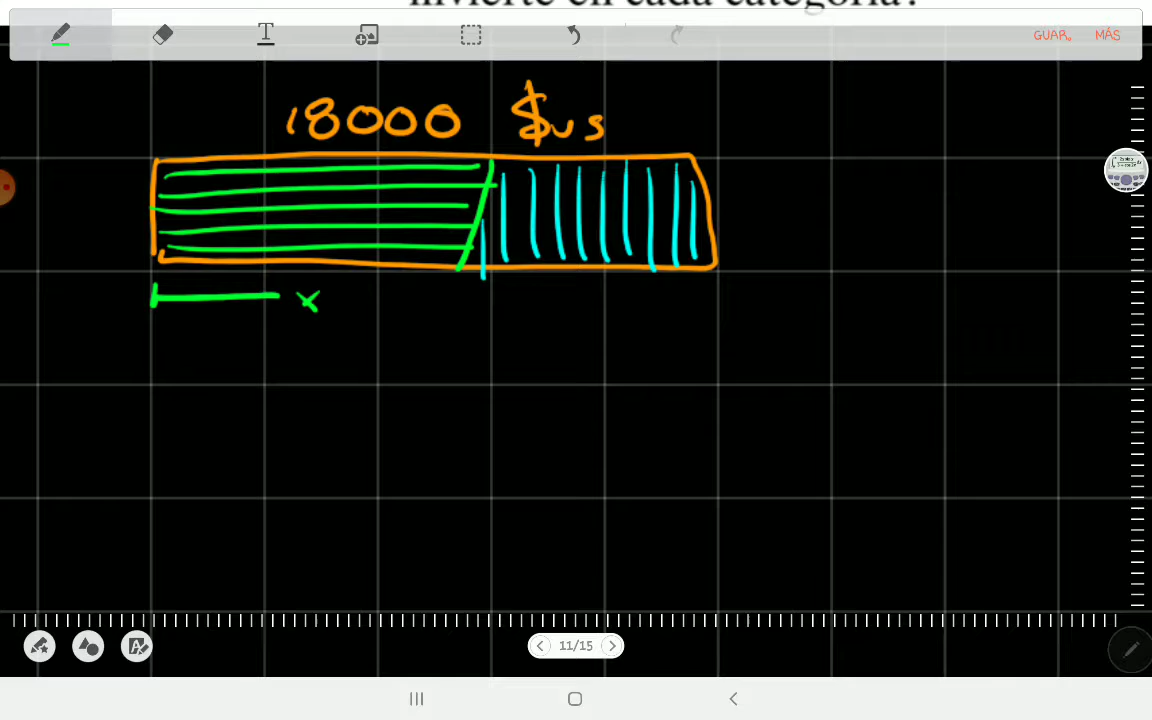 invierte en cada categoría?
T
GUAR. MÁS
18000 $us
x
11/15